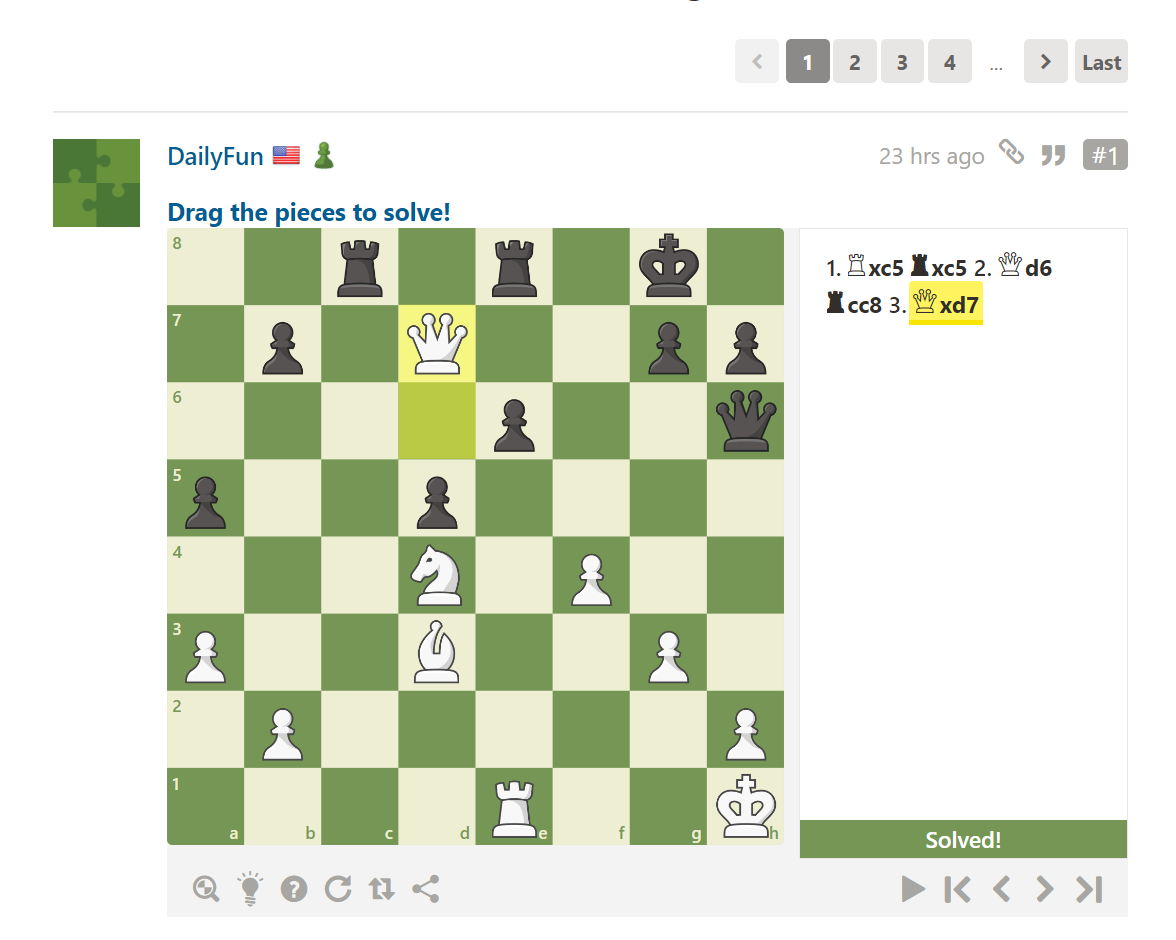 1 2 3 4 ... Last
DailyFun 23 hrs ago #1
Drag the pieces to solve!
8
7
6
5
4
3
2
1
a b c d e f g h
1. ♖xc5 ♜xc5 2. ♕d6
♜cc8 3. ♕xd7
Solved!